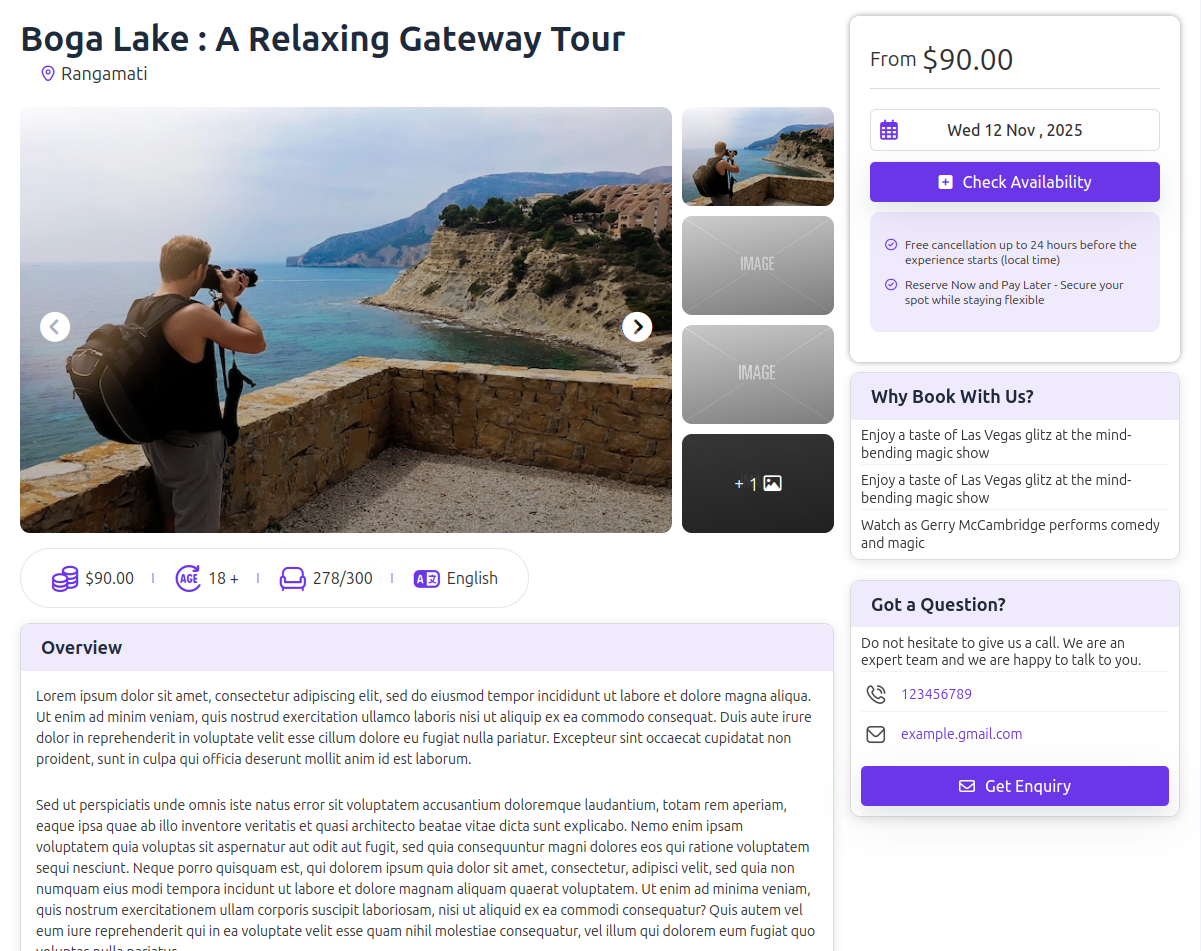 Boga Lake : A Relaxing Gateway Tour
Rangamati
IMAGE
IMAGE
+ 1
$90.00
AGE 18 +
278/300
A English
Overview
Lorem ipsum dolor sit amet, consectetur adipiscing elit, sed do eiusmod tempor incididunt ut labore et dolore magna aliqua.
Ut enim ad minim veniam, quis nostrud exercitation ullamco laboris nisi ut aliquip ex ea commodo consequat. Duis aute irure
dolor in reprehenderit in voluptate velit esse cillum dolore eu fugiat nulla pariatur. Excepteur sint occaecat cupidatat non
proident, sunt in culpa qui officia deserunt mollit anim id est laborum.
Sed ut perspiciatis unde omnis iste natus error sit voluptatem accusantium doloremque laudantium, totam rem aperiam,
eaque ipsa quae ab illo inventore veritatis et quasi architecto beatae vitae dicta sunt explicabo. Nemo enim ipsam
voluptatem quia voluptas sit aspernatur aut odit aut fugit, sed quia consequuntur magni dolores eos qui ratione voluptatem
sequi nesciunt. Neque porro quisquam est, qui dolorem ipsum quia dolor sit amet, consectetur, adipisci velit, sed quia non
numquam eius modi tempora incidunt ut labore et dolore magnam aliquam quaerat voluptatem. Ut enim ad minima veniam,
quis nostrum exercitationem ullam corporis suscipit laboriosam, nisi ut aliquid ex ea commodi consequatur? Quis autem vel
eum iure reprehenderit qui in ea voluptate velit esse quam nihil molestiae consequatur, vel illum qui dolorem eum fugiat quo
voluptas nulla pariatur
From $90.00
Wed 12 Nov , 2025
Check Availability
Free cancellation up to 24 hours before the
experience starts (local time)
Reserve Now and Pay Later - Secure your
spot while staying flexible
Why Book With Us?
Enjoy a taste of Las Vegas glitz at the mind-
bending magic show
Enjoy a taste of Las Vegas glitz at the mind-
bending magic show
Watch as Gerry McCambridge performs comedy
and magic
Got a Question?
Do not hesitate to give us a call. We are an
expert team and we are happy to talk to you.
123456789
example.gmail.com
Get Enquiry